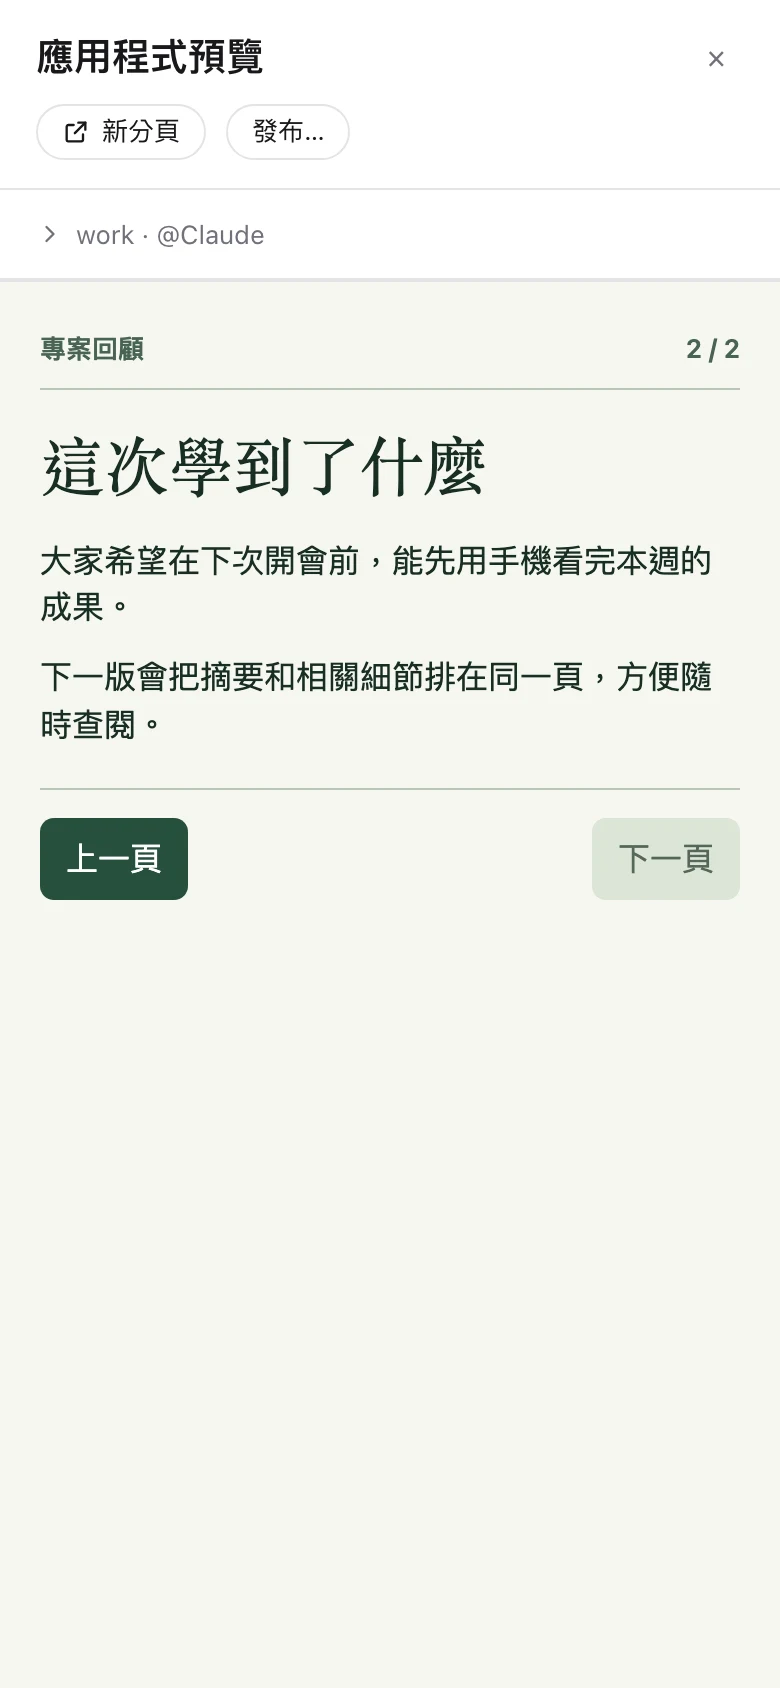 應用程式預覽
×
新分頁
發布...
work · @Claude
專案回顧
2 / 2
這次學到了什麼
大家希望在下次開會前，能先用手機看完本週的
成果。
下一版會把摘要和相關細節排在同一頁，方便隨
時查閱。
上一頁
下一頁